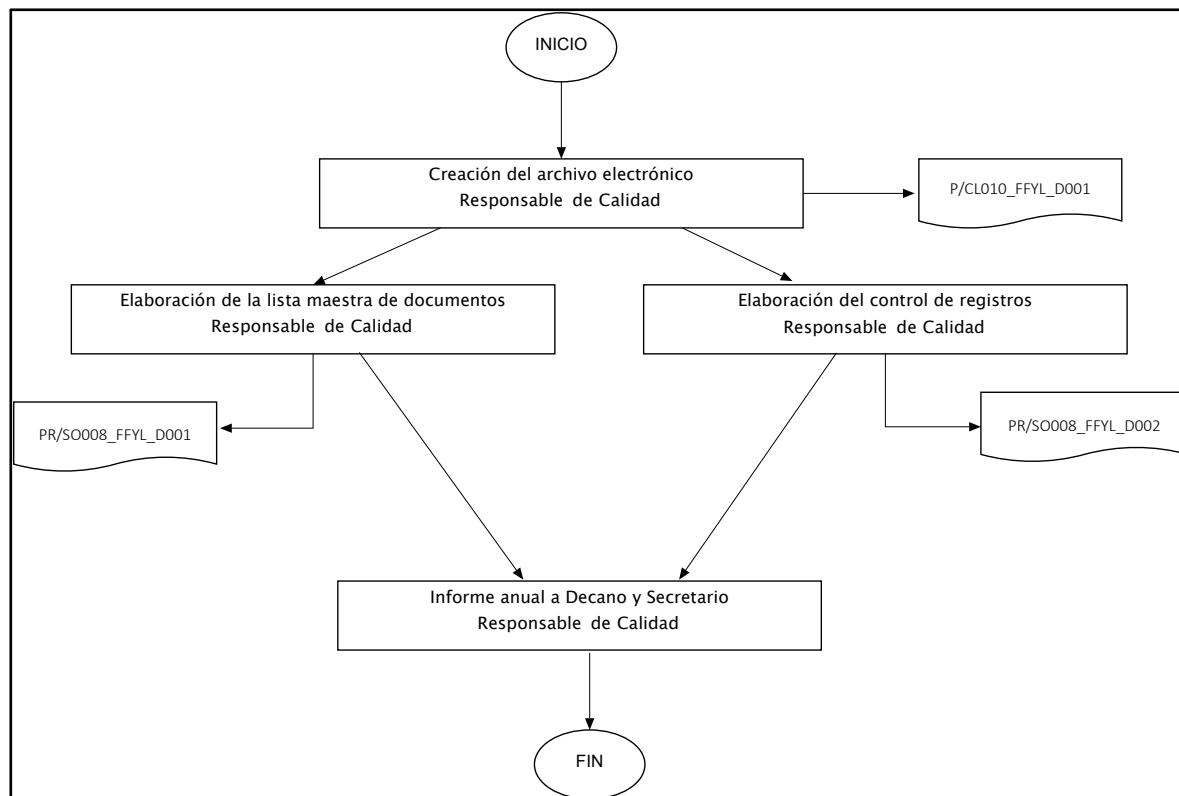 INICIO
Creación del archivo electrónico
Responsable de Calidad
P/CL010_FFYL_D001
Elaboración de la lista maestra de documentos
Responsable de Calidad
Elaboración del control de registros
Responsable de Calidad
PR/SO008_FFYL_D001
PR/SO008_FFYL_D002
Informe anual a Decano y Secretario
Responsable de Calidad
FIN